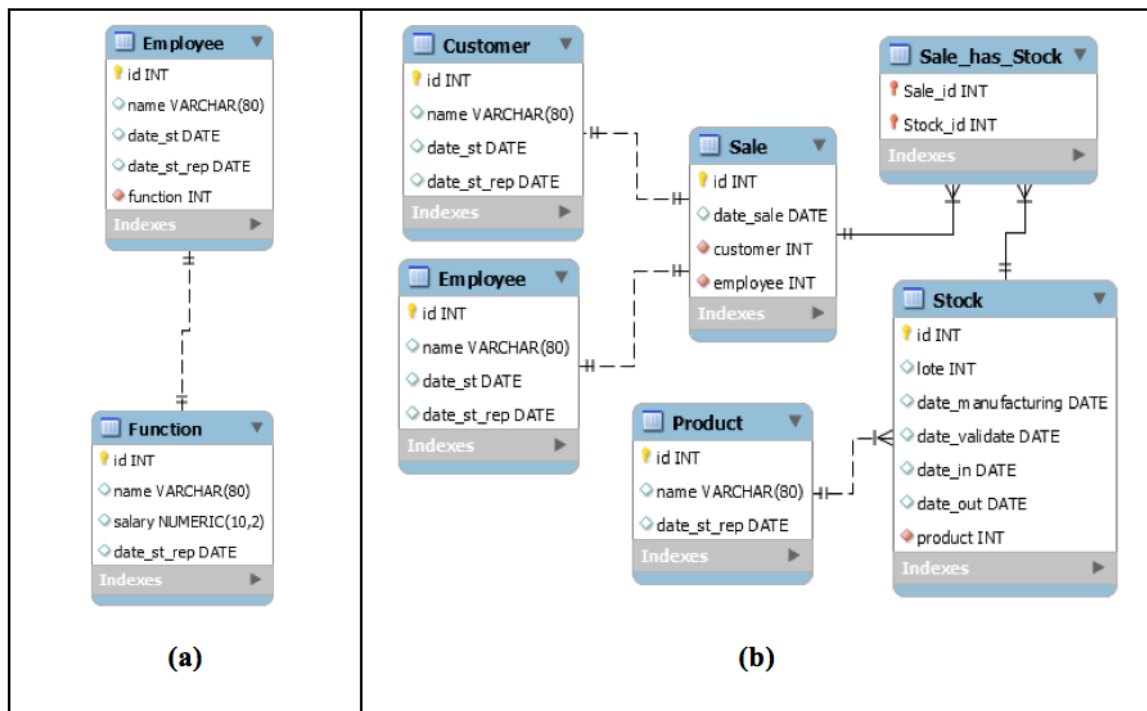 Employee
id INT
name VARCHAR(80)
date_st DATE
date_st_rep DATE
function INT
Indexes
Function
id INT
name VARCHAR(80)
salary NUMERIC(10,2)
date_st_rep DATE
Indexes
(a)
Customer
id INT
name VARCHAR(80)
date_st DATE
date_st_rep DATE
Indexes
Employee
id INT
name VARCHAR(80)
date_st DATE
date_st_rep DATE
Indexes
Sale
id INT
date_sale DATE
customer INT
employee INT
Indexes
Sale_has_Stock
Sale_id INT
Stock_id INT
Indexes
Product
id INT
name VARCHAR(80)
date_st_rep DATE
Indexes
Stock
id INT
lote INT
date_manufacturing DATE
date_validate DATE
date_in DATE
date_out DATE
product INT
Indexes
(b)